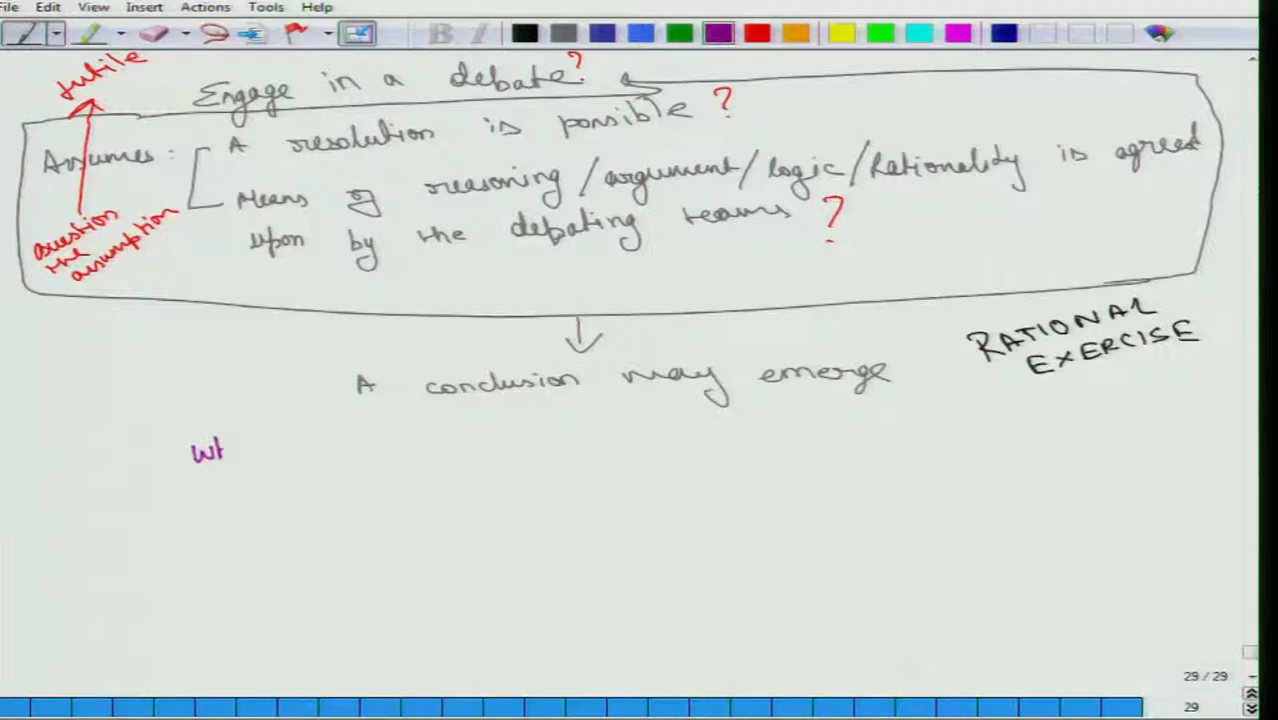 File Edit View Insert Actions Tools Help
B I
futile
Engage in a debate?
Assumes: A resolution is possible ?
Means of reasoning/argument/logic/Rationality is agreed
upon by the debating teams ?
question
the
assumption
RATIONAL
EXERCISE
A conclusion may emerge
Wh
29 / 29
29